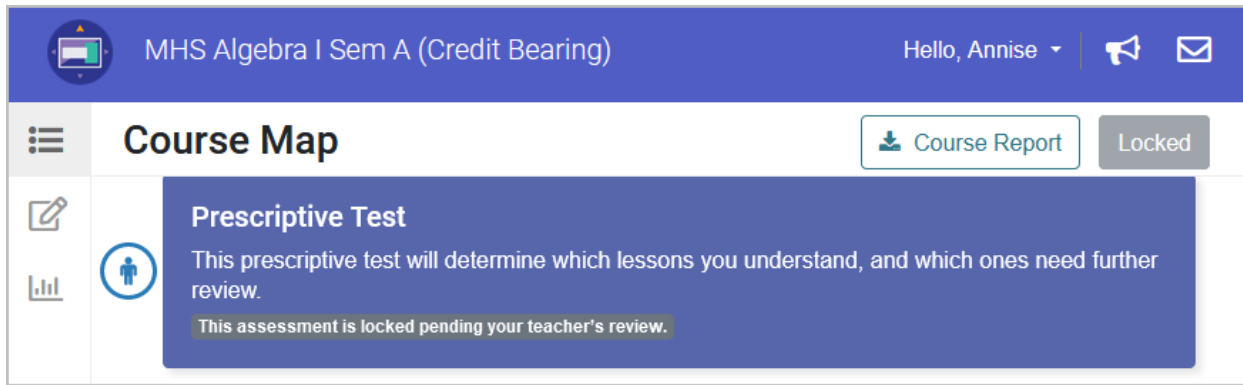 MHS Algebra I Sem A (Credit Bearing)
Hello, Annise
Course Map
Course Report
Locked
Prescriptive Test
This prescriptive test will determine which lessons you understand, and which ones need further
review.
This assessment is locked pending your teacher's review.